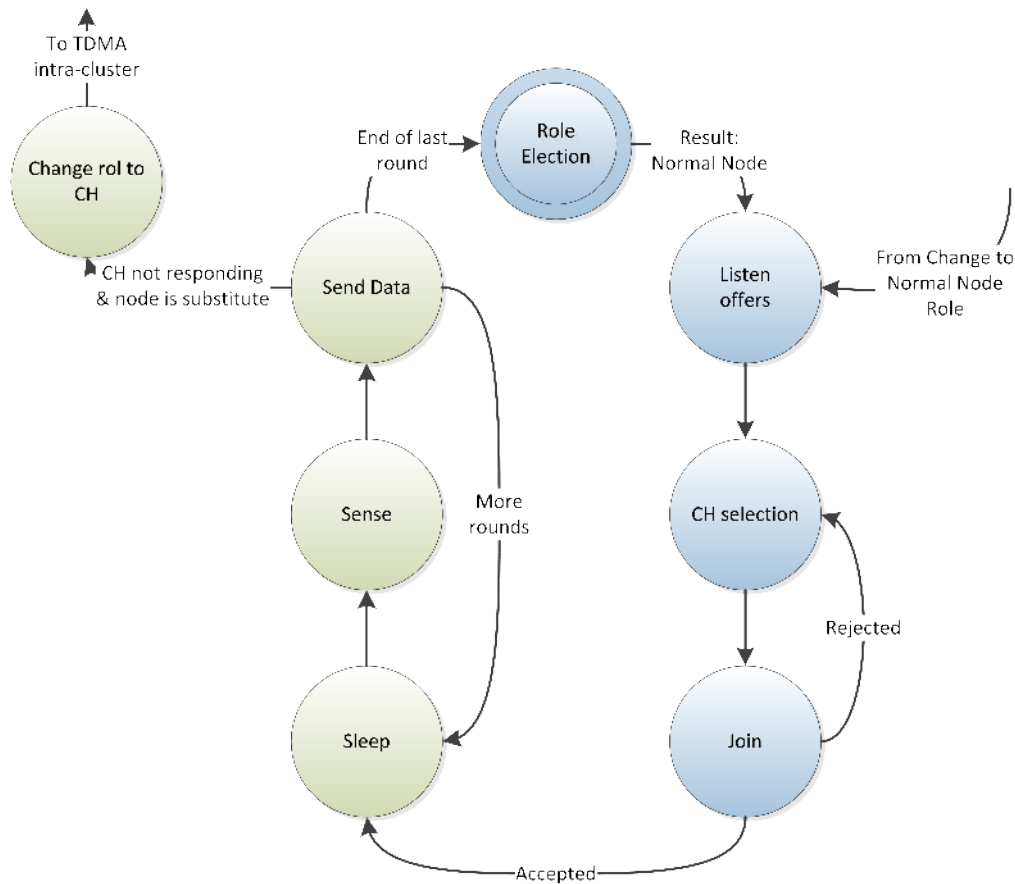 To TDMA
intra-cluster
Change rol to
CH
CH not responding
& node is substitute
End of last
round
Role
Election
Result:
Normal Node
Send Data
Listen
offers
From Change to
Normal Node
Role
Sense
More
rounds
CH selection
Rejected
Sleep
Join
Accepted